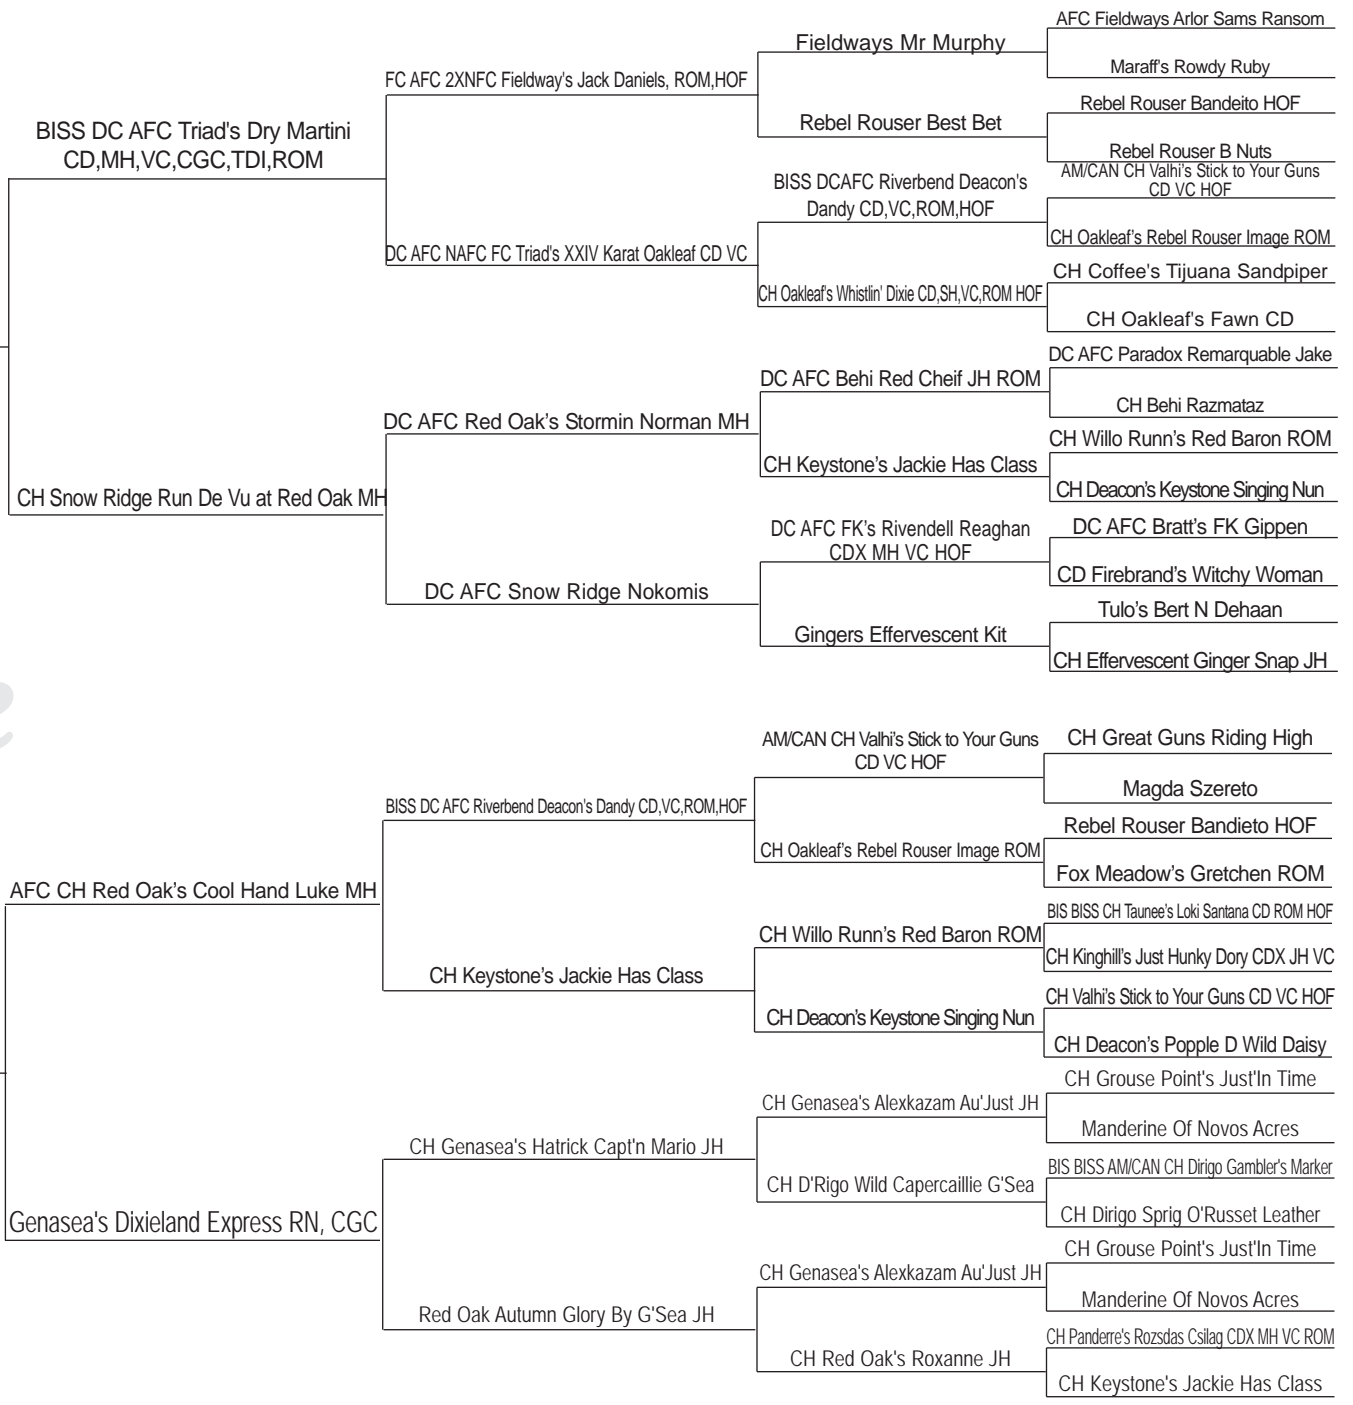 AFC Fieldways Arlor Sams Ransom
Fieldways Mr Murphy
Maraff's Rowdy Ruby
FC AFC 2XNFC Fieldway's Jack Daniels, ROM,HOF
Rebel Rouser Bandeito HOF
Rebel Rouser Best Bet
Rebel Rouser B Nuts
BISS DC AFC Triad's Dry Martini
CD,MH,VC,CGC,TDI,ROM
AM/CAN CH Valhi's Stick to Your Guns
CD VC HOF
BISS DCAFC Riverbend Deacon's
Dandy CD,VC,ROM,HOF
CH Oakleaf's Rebel Rouser Image ROM
DC AFC NAFC FC Triad's XXIV Karat Oakleaf CD VC
CH Coffee's Tijuana Sandpiper
CH Oakleaf's Whistlin' Dixie CD,SH,VC,ROM HOF
CH Oakleaf's Fawn CD
DC AFC Paradox Remarquable Jake
DC AFC Behi Red Cheif JH ROM
CH Behi Razmataz
DC AFC Red Oak’s Stormin Norman MH
CH Willo Runn’s Red Baron ROM
CH Keystone’s Jackie Has Class
CH Deacon’s Keystone Singing Nun
CH Snow Ridge Run De Vu at Red Oak MH
DC AFC Bratt’s FK Gippen
DC AFC FK’s Rivendell Reaghan
CDX MH VC HOF
CD Firebrand’s Witchy Woman
DC AFC Snow Ridge Nokomis
Tulo’s Bert N Dehaan
Gingers Effervescent Kit
CH Effervescent Ginger Snap JH
CH Great Guns Riding High
AM/CAN CH Valhi’s Stick to Your Guns
CD VC HOF
Magda Szereto
BISS DC AFC Riverbend Deacon’s Dandy CD,VC,ROM,HOF
Rebel Rouser Bandieto HOF
CH Oakleaf’s Rebel Rouser Image ROM
Fox Meadow’s Gretchen ROM
AFC CH Red Oak’s Cool Hand Luke MH
BIS BISS CH Taunee’s Loki Santana CD ROM HOF
CH Willo Runn’s Red Baron ROM
CH Kinghill’s Just Hunky Dory CDX JH VC
CH Keystone’s Jackie Has Class
CH Valhi’s Stick to Your Guns CD VC HOF
CH Deacon’s Keystone Singing Nun
CH Deacon’s Popple D Wild Daisy
CH Grouse Point's Just'In Time
CH Genasea's Alexkazam Au'Just JH
Manderine Of Novos Acres
CH Genasea's Hatrick Capt'n Mario JH
BIS BISS AM/CAN CH Dirigo Gambler's Marker
CH D'Rigo Wild Capercaillie G'Sea
CH Dirigo Sprig O'Russet Leather
Genasea's Dixieland Express RN, CGC
CH Grouse Point's Just'In Time
CH Genasea's Alexkazam Au'Just JH
Manderine Of Novos Acres
Red Oak Autumn Glory By G'Sea JH
CH Panderre's Rozsdas Csilag CDX MH VC ROM
CH Red Oak's Roxanne JH
CH Keystone's Jackie Has Class